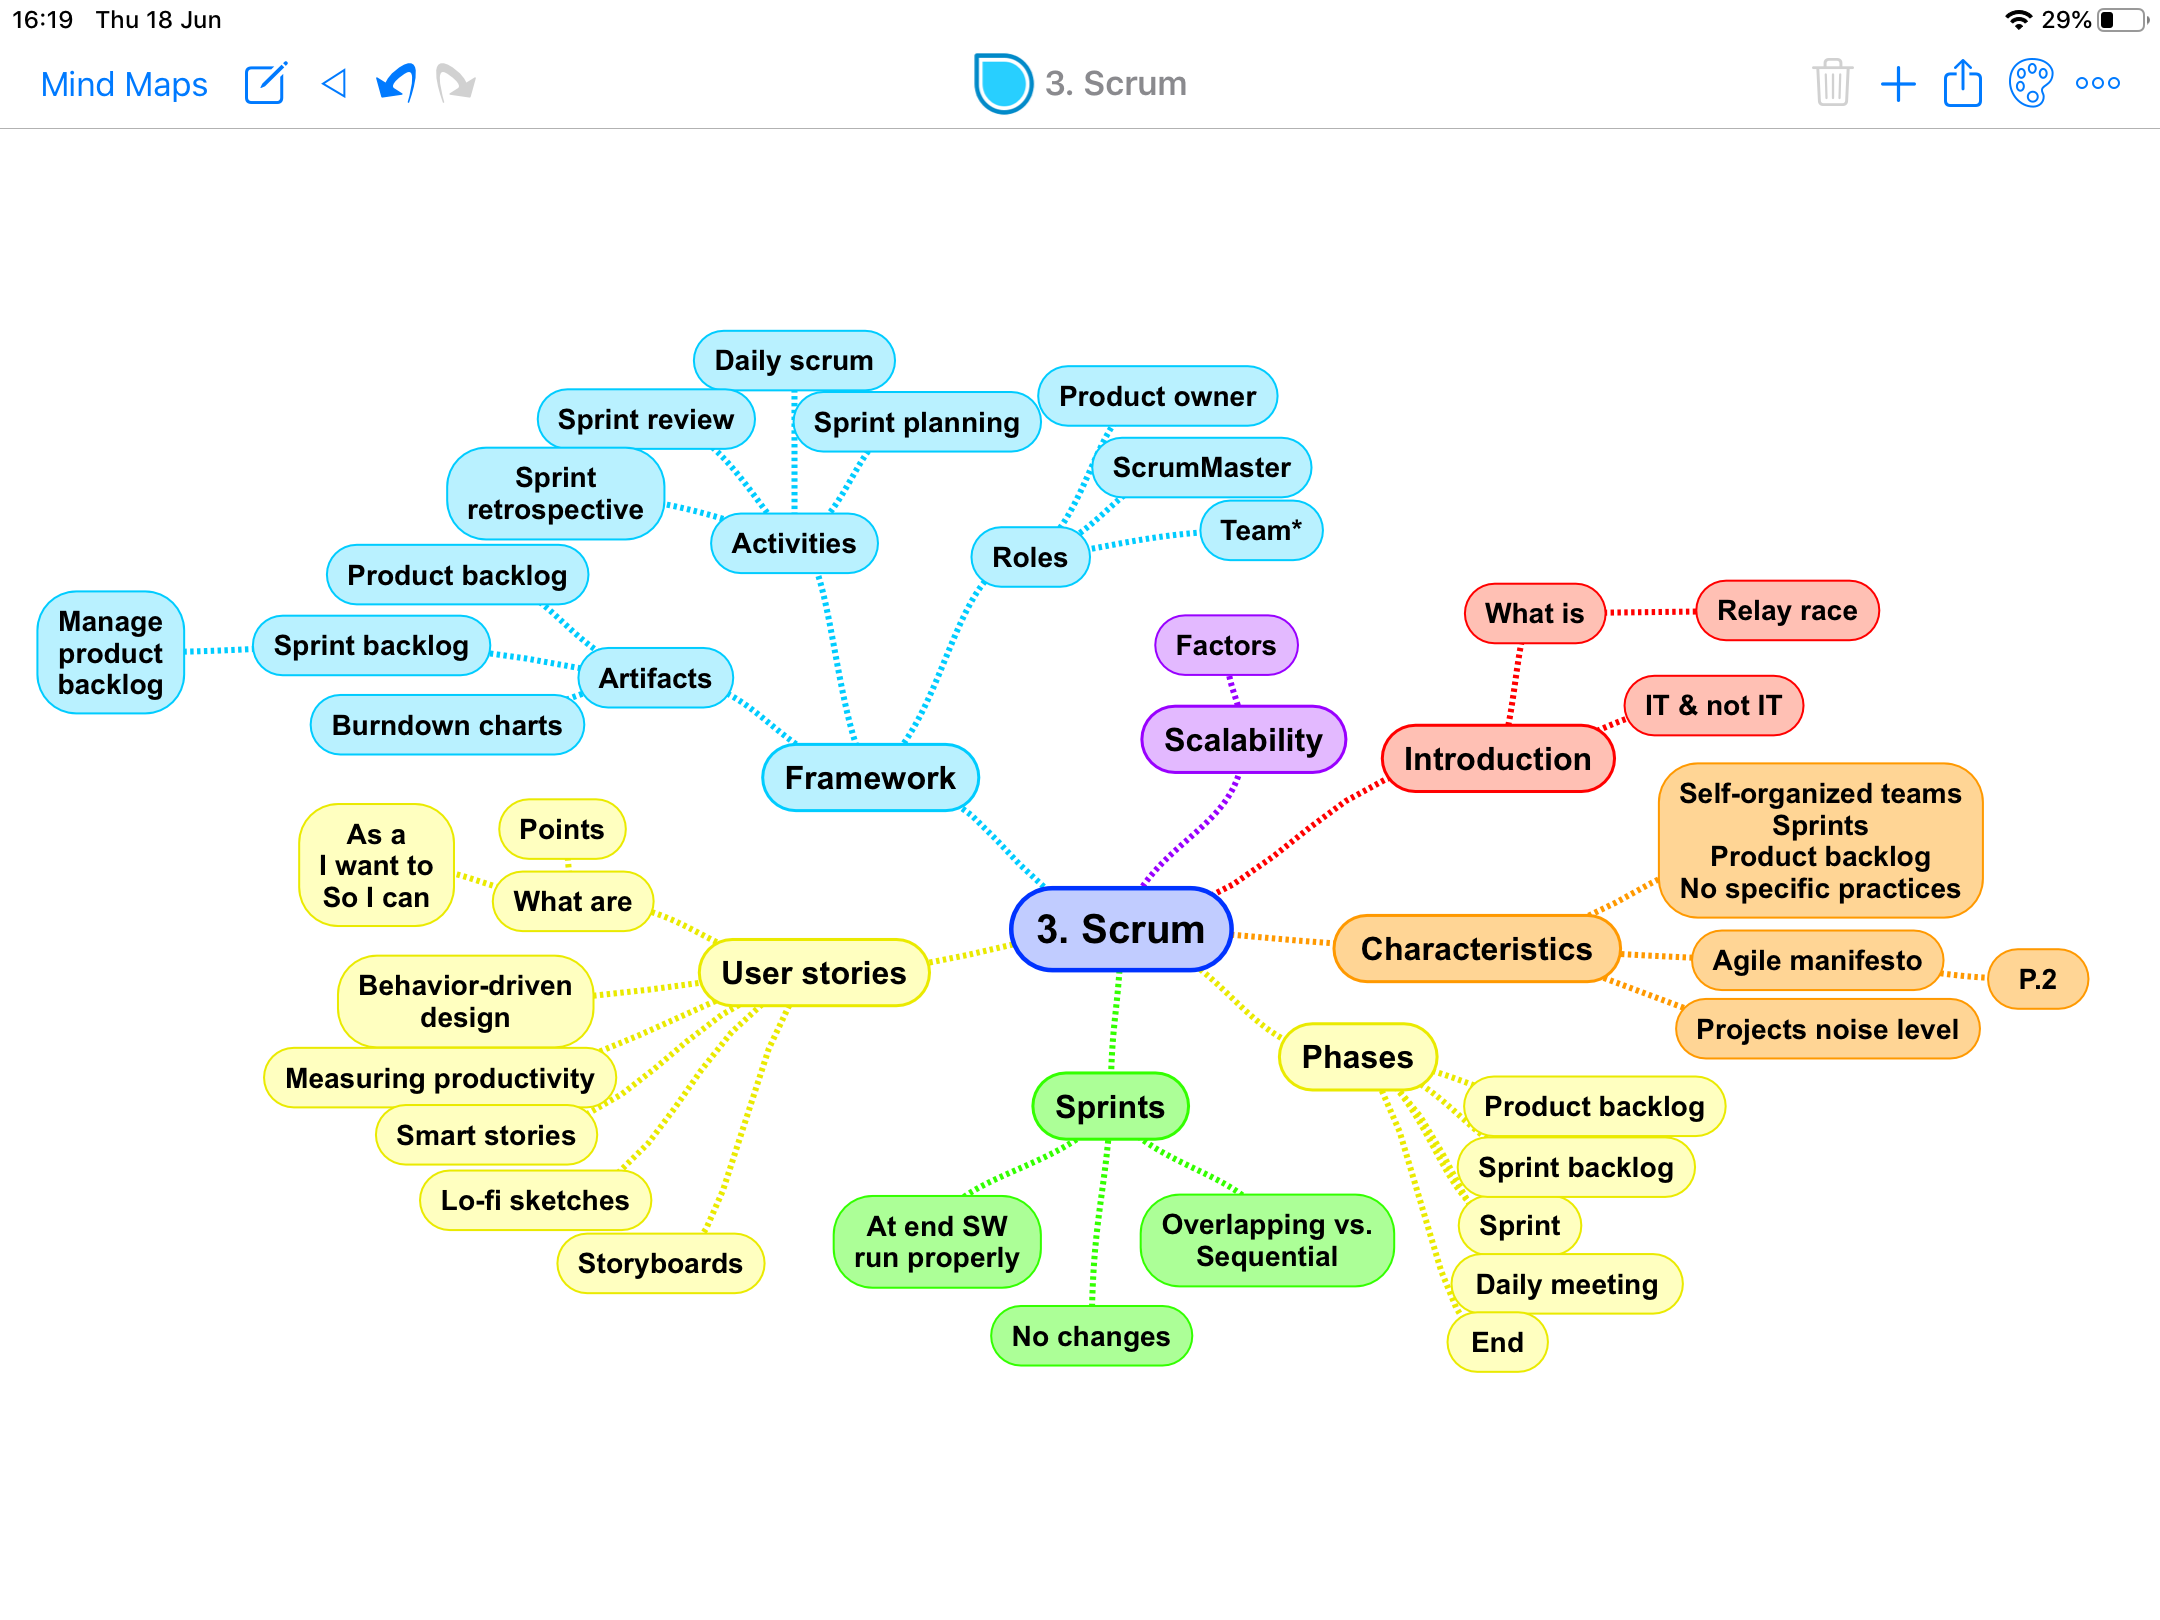 16:19 Thu 18 Jun
29%
Mind Maps
3. Scrum
Daily scrum
Sprint review
Sprint planning
Sprint
retrospective
Activities
Product owner
ScrumMaster
Team*
Roles
Product backlog
Manage
product
backlog
Sprint backlog
Artifacts
Burndown charts
Framework
Factors
Scalability
What is
Relay race
IT & not IT
Introduction
Self-organized teams
Sprints
Product backlog
No specific practices
Characteristics
Agile manifesto
P.2
Projects noise level
3. Scrum
As a
I want to
So I can
Points
What are
User stories
Behavior-driven
design
Measuring productivity
Smart stories
Lo-fi sketches
Storyboards
Sprints
At end SW
run properly
No changes
Overlapping vs.
Sequential
Phases
Product backlog
Sprint backlog
Sprint
Daily meeting
End